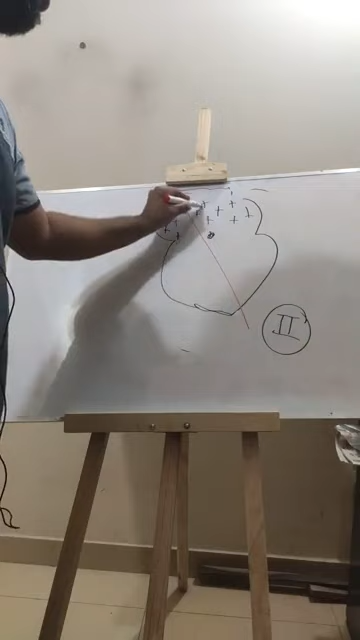 + +
+ + +
+ + +
+
II